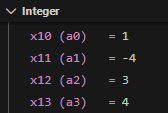 Integer
x10 (a0) = 1
x11 (a1) = -4
x12 (a2) = 3
x13 (a3) = 4